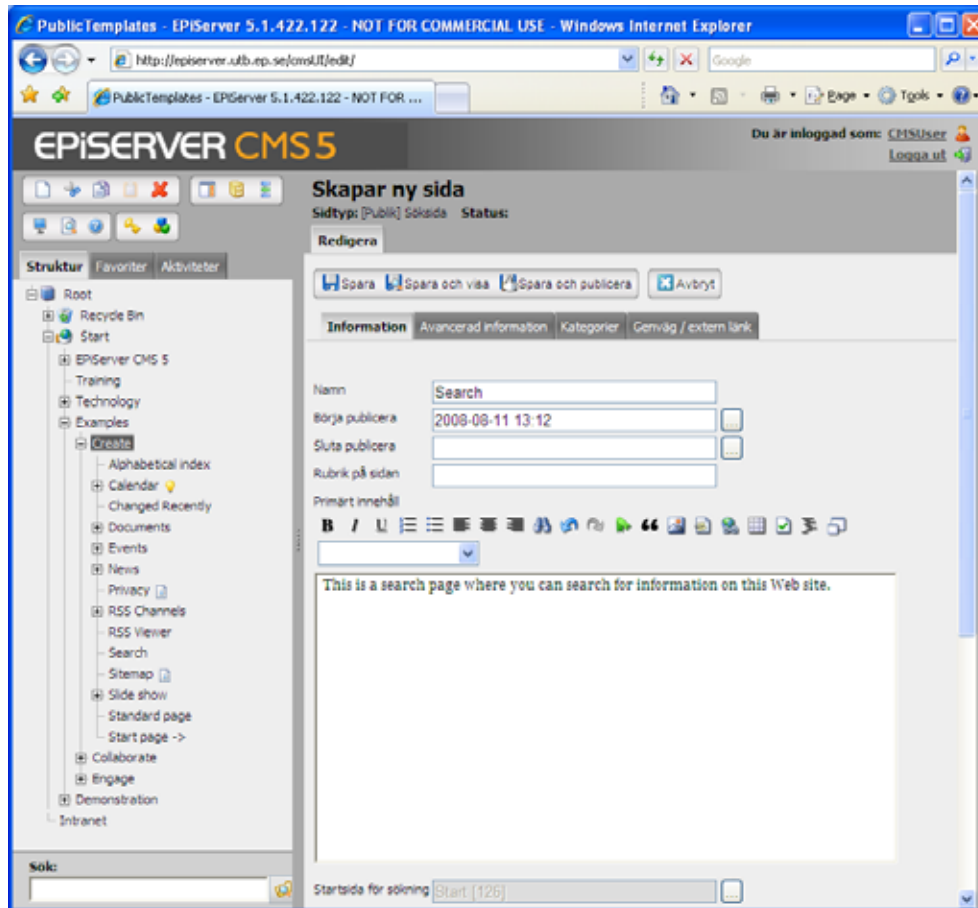 PublicTemplates - EPiServer 5.1.422.122 - NOT FOR COMMERCIAL USE - Windows Internet Explorer
http://episerver.utb.ep.se/cmsUI/edit/
Google
PublicTemplates - EPiServer 5.1.422.122 - NOT FOR ...
Page
Tools
EPiSERVER CMS 5
Du är inloggad som: CMSUser
Logga ut
Skapar ny sida
Sidtyp: [Publik] Söksida Status:
Redigera
Struktur Favoriter Aktiviteter
Spara Spara och visa Spara och publicera Avbryt
Information Avancerad information Kategorier Genväg / extern länk
Root
Recycle Bin
Start
EPiServer CMS 5
Training
Technology
Examples
Create
Alphabetical index
Calendar
Changed Recently
Documents
Events
News
Privacy
RSS Channels
RSS Viewer
Search
Sitemap
Slide show
Standard page
Start page ->
Collaborate
Engage
Demonstration
Intranet
Sök:
Namn Search
Börja publicera 2008-08-11 13:12
Sluta publicera
Rubrik på sidan
Primärt innehåll
B I U
This is a search page where you can search for information on this Web site.
Startsida för sökning Start [126]